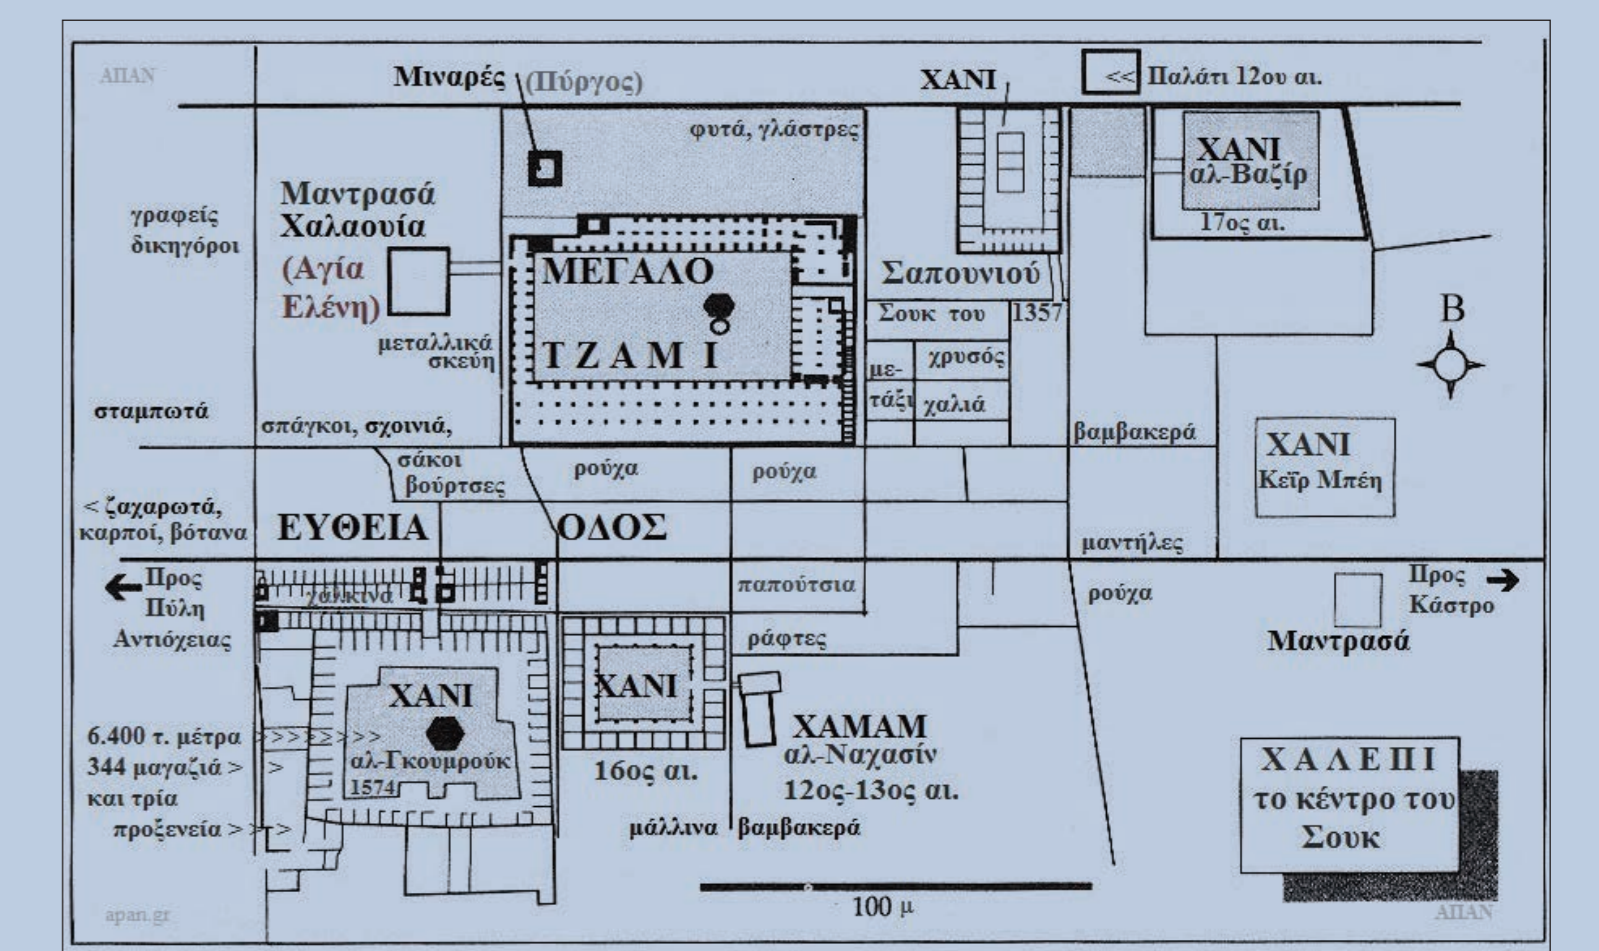 ΑΠΑΝ
Μιναρές (Πύργος)
ΧΑΝΙ
<< Παλάτι 12ου αι.
φυτά, γλάστρες
ΧΑΝΙ
αλ-Βαζίρ
17ος αι.
Μαντρασά
Χαλαουία
(Αγία
Ελένη)
γραφείς
δικηγόροι
μεταλλικά
σκεύη
ΜΕΓΑΛΟ
ΤΖΑΜΙ
Σαπουνιού
Σουκ του
1357
με-
τάξι
χρυσός
χαλιά
Β
σταμπωτά
σπάγκοι, σχοινιά,
βαμβακερά
ΧΑΝΙ
Κεϊρ Μπέη
σάκοι
βούρτσες
ρούχα
ρούχα
< ζαχαρωτά,
καρποί, βότανα
ΕΥΘΕΙΑ
ΟΔΟΣ
μαντήλες
Προς
Πύλη
Αντιόχειας
χάλκινα
παπούτσια
ρούχα
Προς
Κάστρο
Μαντρασά
ράφτες
ΧΑΝΙ
αλ-Γκουμρούκ
1574
ΧΑΝΙ
16ος αι.
ΧΑΜΑΜ
αλ-Ναχασίν
12ος-13ος αι.
6.400 τ. μέτρα >>>>>>>>
344 μαγαζιά > >
και τρία
προξενεία > > >
μάλλινα
βαμβακερά
ΧΑΛΕΠΙ
το κέντρο του
Σουκ
100 μ
apan.gr
ΑΠΑΝ